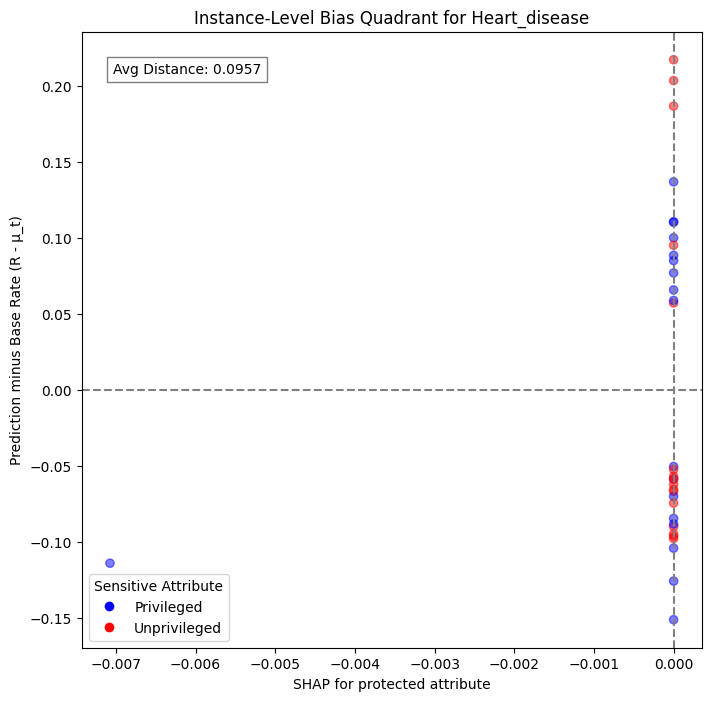 Instance-Level Bias Quadrant for Heart_disease
Avg Distance: 0.0957
Prediction minus Base Rate (R - μ_t)
0.20
0.15
0.10
0.05
0.00
−0.05
−0.10
−0.15
Sensitive Attribute
Privileged
Unprivileged
−0.007 −0.006 −0.005 −0.004 −0.003 −0.002 −0.001 0.000
SHAP for protected attribute